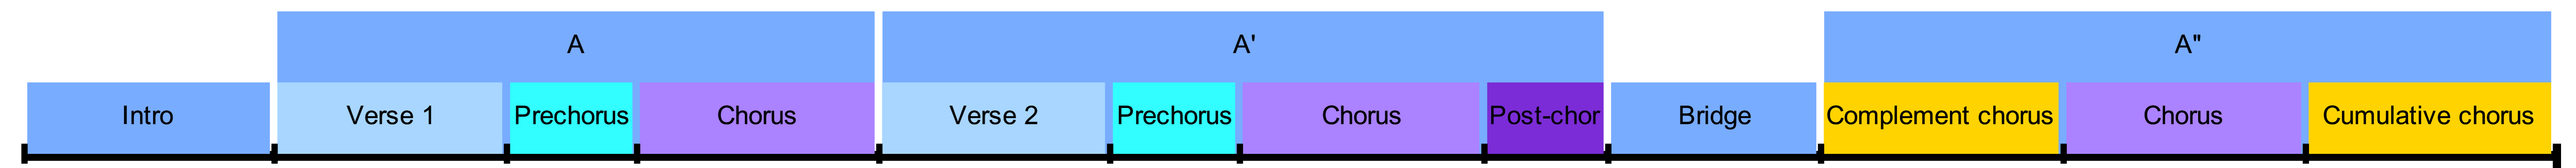 A
A'
A"
Intro
Verse 1
Prechorus
Chorus
Verse 2
Prechorus
Chorus
Post-chor
Bridge
Complement chorus
Chorus
Cumulative chorus